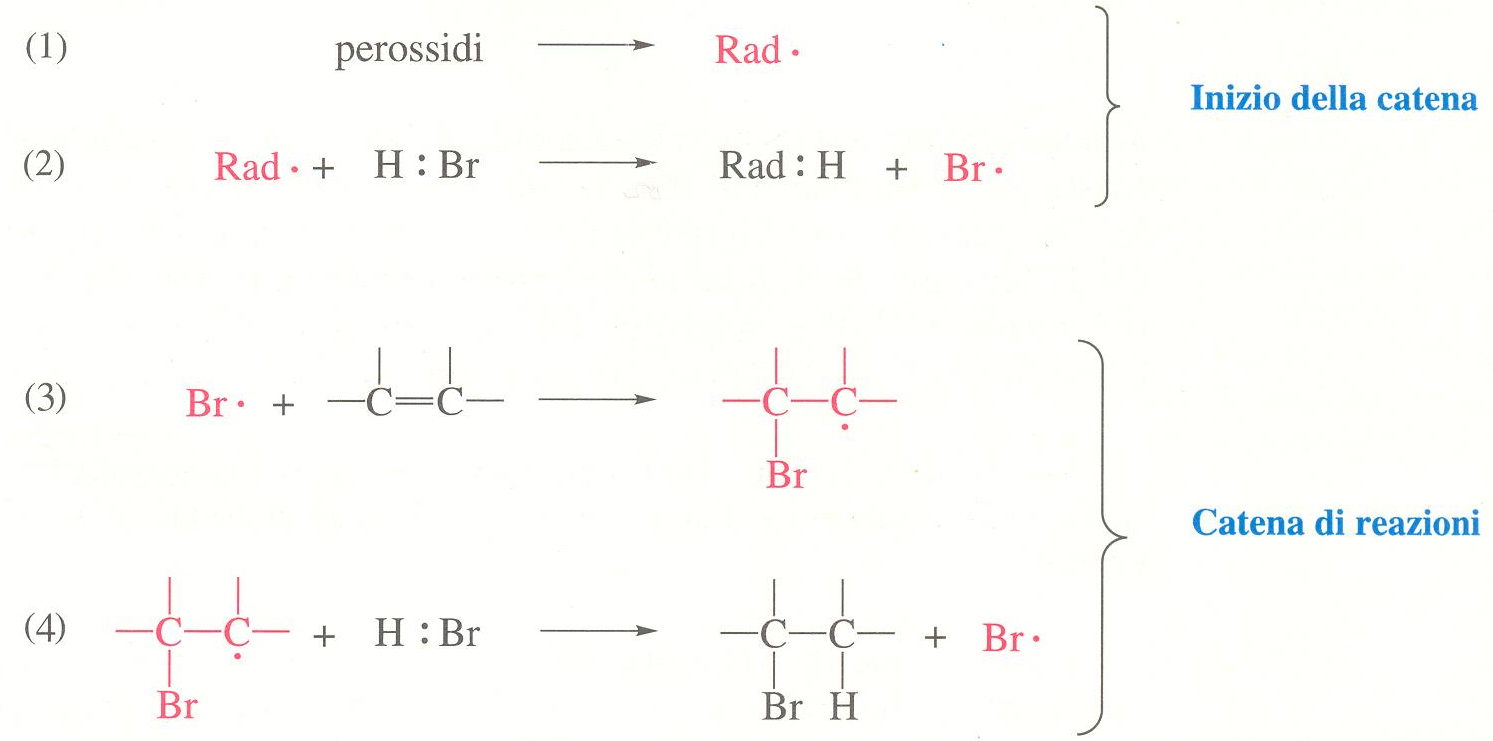 (1) perossidi ⟶ Rad · Inizio della catena
(2) Rad · + H : Br ⟶ Rad : H + Br ·
(3) Br · + —C=C— ⟶ —C—C—
·
Br
Catena di reazioni
(4) —C—C— + H : Br ⟶ —C—C— + Br ·
·
Br Br H